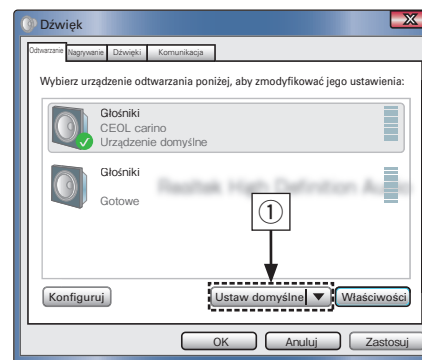 Dźwięk
Odtwarzanie Nagrywanie Dźwięki Komunikacja
Wybierz urządzenie odtwarzania poniżej, aby zmodyfikować jego ustawienia:
Głośniki
CEOL carino
Urządzenie domyślne
Głośniki
Realtek High Definition Audio
Gotowe
1
Konfiguruj Ustaw domyślne Właściwości
OK Anuluj Zastosuj